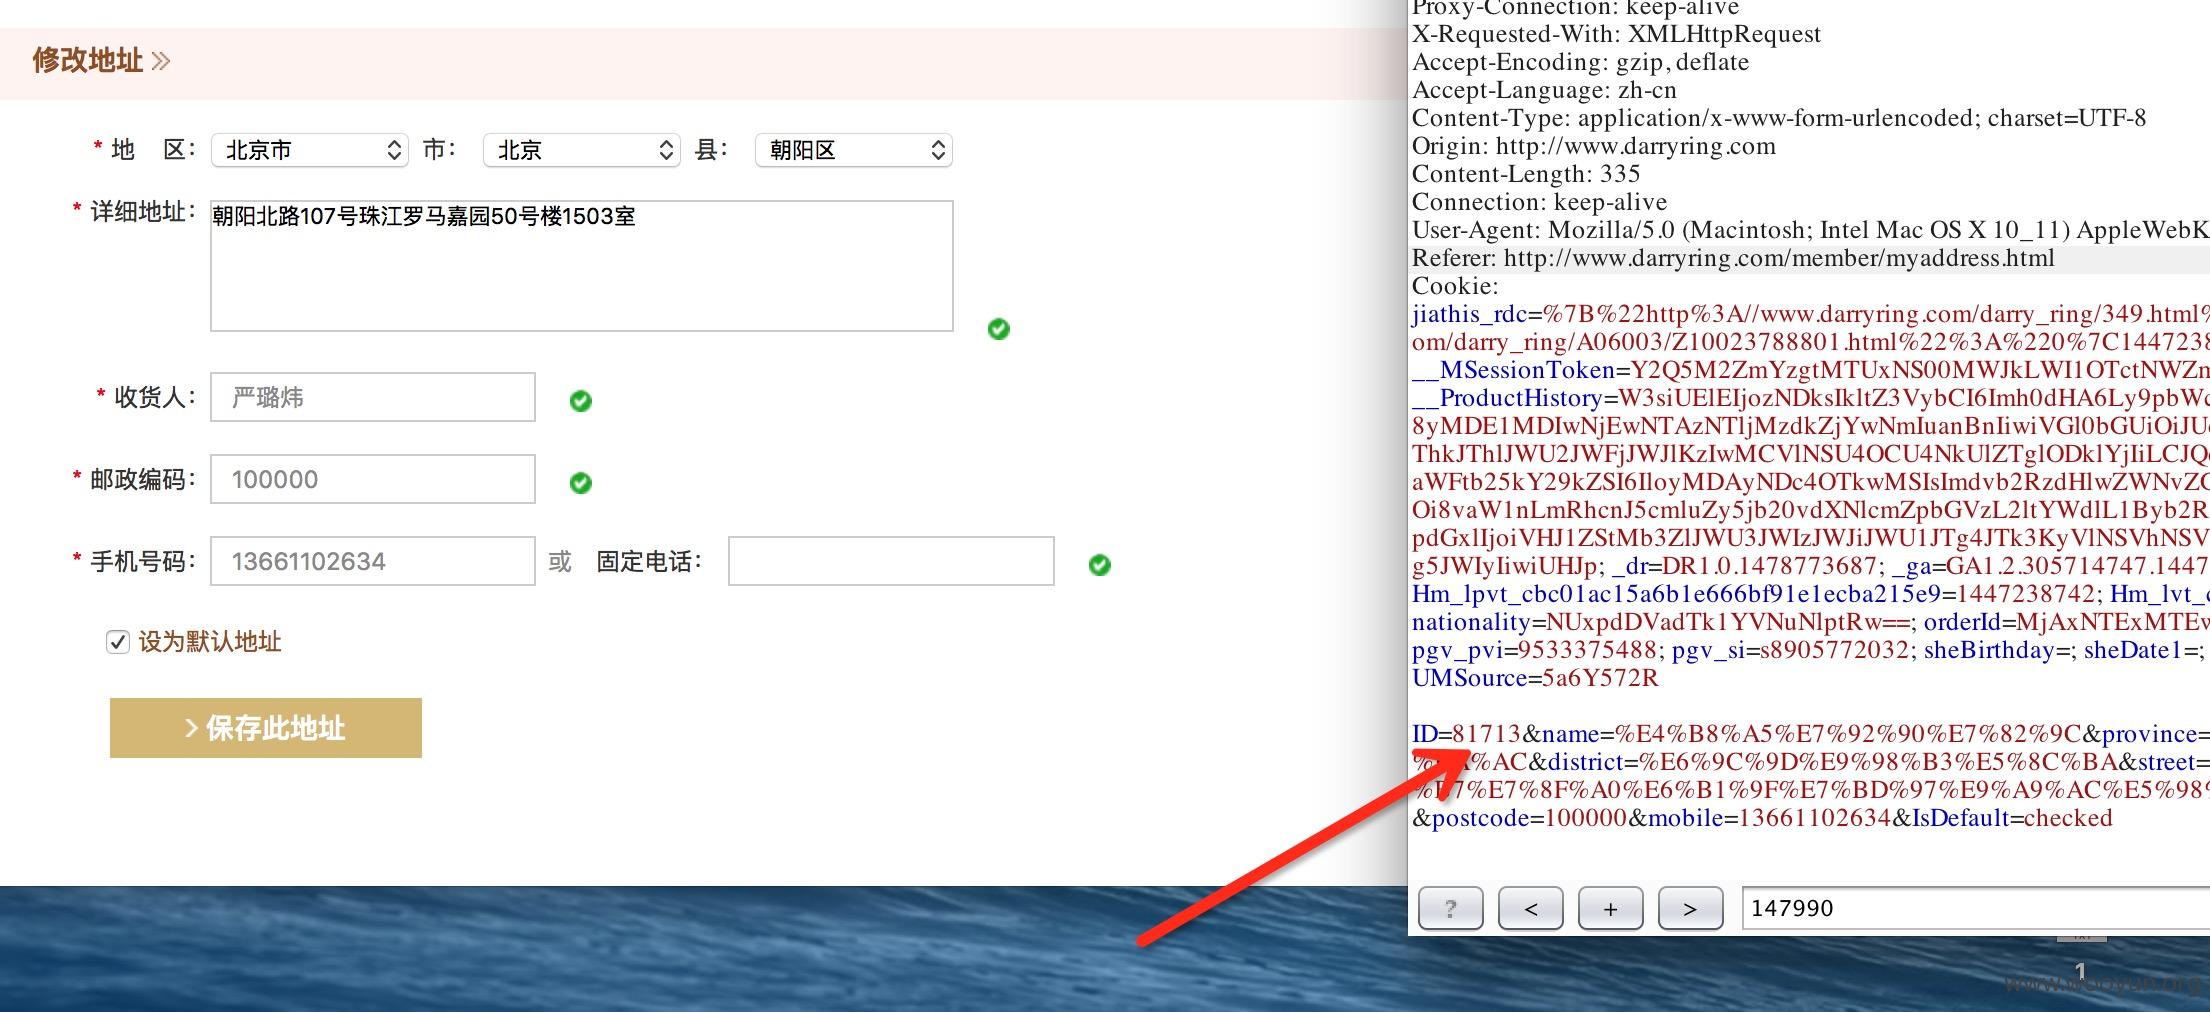 修改地址 »
* 地 区： 北京市 市： 北京 县： 朝阳区
* 详细地址： 朝阳北路107号珠江罗马嘉园50号楼1503室
* 收货人： 严璐炜
* 邮政编码： 100000
* 手机号码： 13661102634 或 固定电话：
设为默认地址
> 保存此地址
Proxy-Connection: keep-alive
X-Requested-With: XMLHttpRequest
Accept-Encoding: gzip, deflate
Accept-Language: zh-cn
Content-Type: application/x-www-form-urlencoded; charset=UTF-8
Origin: http://www.darryring.com
Content-Length: 335
Connection: keep-alive
User-Agent: Mozilla/5.0 (Macintosh; Intel Mac OS X 10_11) AppleWebK
Referer: http://www.darryring.com/member/myaddress.html
Cookie:
jiathis_rdc=%7B%22http%3A//www.darryring.com/darry_ring/349.html%
om/darry_ring/A06003/Z10023788801.html%22%3A%220%7C1447238
__MSessionToken=Y2Q5M2ZmYzgtMTUxNS00MWJkLWI1OTctNWZm
__ProductHistory=W3siUElEIjozNDksIkltZ3VybCI6Imh0dHA6Ly9pbWc
8yMDE1MDIwNjEwNTAzNTljMzdkZjYwNmIuanBnIiwiVGl0bGUiOiJU
ThkJThlJWU2JWFjJWJlKzIwMCVlNSU4OCU4NkUlZTglODklYjIiLCJQ
aWFtb25kY29kZSI6IloyMDAyNDc4OTkwMSIsImdvb2RzdHlwZWNvZG
Oi8vaW1nLmRhcnJ5cmluZy5jb20vdXNlcmZpbGVzL2ltYWdlL1Byb2R
pdGxlIjoiVHJ1ZStMb3ZlJWU3JWIzJWJiJWU1JTg4JTk3KyVlNSVhNSV
g5JWIyIiwiUHJp; _dr=DR1.0.1478773687; _ga=GA1.2.305714747.1447
Hm_lpvt_cbc01ac15a6b1e666bf91e1ecba215e9=1447238742; Hm_lvt_c
nationality=NUxpdDVadTk1YVNuNlptRw==; orderId=MjAxNTExMTEw
pgv_pvi=9533375488; pgv_si=s8905772032; sheBirthday=; sheDate1=;
UMSource=5a6Y572R
ID=81713&name=%E4%B8%A5%E7%92%90%E7%82%9C&province=
%AC&district=%E6%9C%9D%E9%98%B3%E5%8C%BA&street=
%E7%8F%A0%E6%B1%9F%E7%BD%97%E9%A9%AC%E5%98%
&postcode=100000&mobile=13661102634&IsDefault=checked
? < + > 147990
1
www.wooyun.org